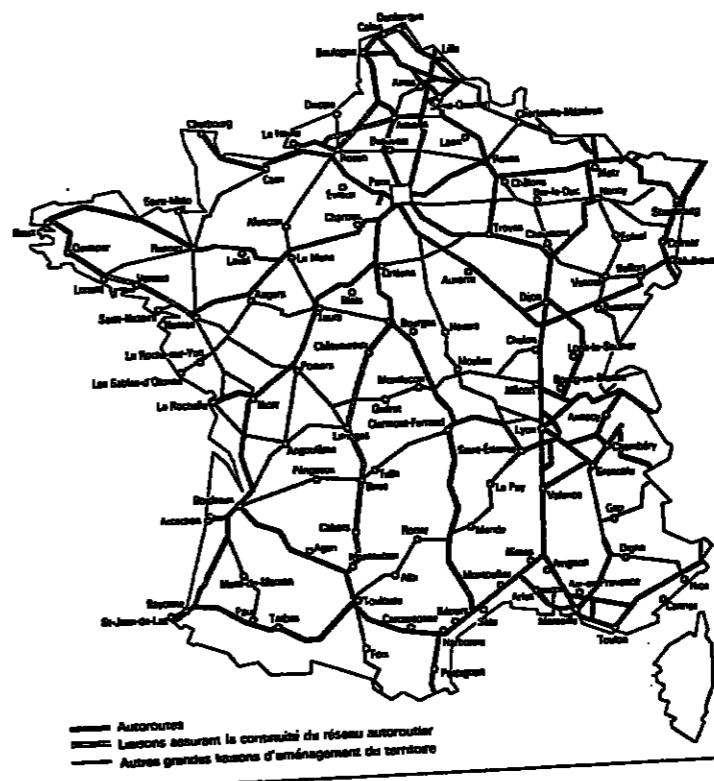 Dunkerque
Calais
Boulogne
Lille
Arras
Saint-Quentin
Charleville-Mézières
Dieppe
Cherbourg
Le Havre
Amiens
Beauvais
Laon
Rouen
Reims
Metz
Caen
Evreux
Paris
Châlons
Bar-le-Duc
Nancy
Strasbourg
Saint-Malo
Brest
Alençon
Chartres
Troyes
Chaumont
Epinal
Colmar
Quimper
Rennes
Laval
Le Mans
Orléans
Auxerre
Vesoul
Belfort
Mulhouse
Lorient
Vannes
Angers
Blois
Dijon
Besançon
Saint-Nazaire
Nantes
Tours
Bourges
Nevers
Chalon
Lons-le-Saunier
La Roche-sur-Yon
Châteauroux
Moulins
Les Sables-d'Olonne
Poitiers
Montluçon
Mâcon
Bourg-en-Bresse
La Rochelle
Niort
Guéret
Clermont-Ferrand
Annecy
Angoulême
Limoges
Lyon
Saint-Etienne
Chambéry
Périgueux
Tulle
Brive
Grenoble
Bordeaux
Le Puy
Valence
Arcachon
Gap
Cahors
Rodez
Mende
Agen
Montauban
Nîmes
Avignon
Digne
Mont-de-Marsan
Albi
Montpellier
Arles
Aix-en-Provence
Nice
Bayonne
St-Jean-de-Luz
Pau
Tarbes
Toulouse
Carcassonne
Béziers
Sète
Marseille
Cannes
Narbonne
Toulon
Foix
Perpignan
Autoroutes
Liaisons assurant la continuité du réseau autoroutier
Autres grandes liaisons d'aménagement du territoire